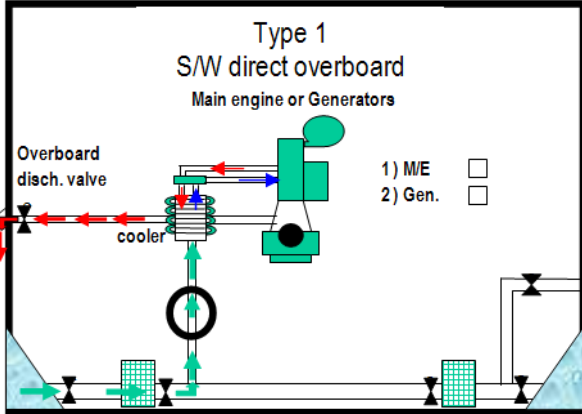 Type 1
S/W direct overboard
Main engine or Generators
Overboard
disch. valve
1 ) M/E
2 ) Gen.
cooler